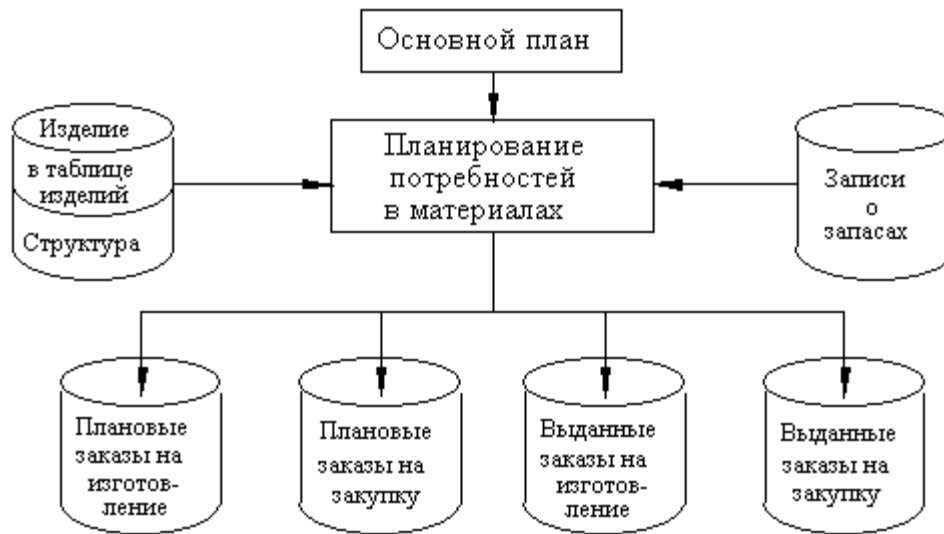 Основной план
Изделие
в таблице
изделий
Структура
Планирование
потребностей
в материалах
Записи
о
запасах
Плановые
заказы на
изготов-
ление
Плановые
заказы на
закупку
Выданные
заказы на
изготов-
ление
Выданные
заказы на
закупку